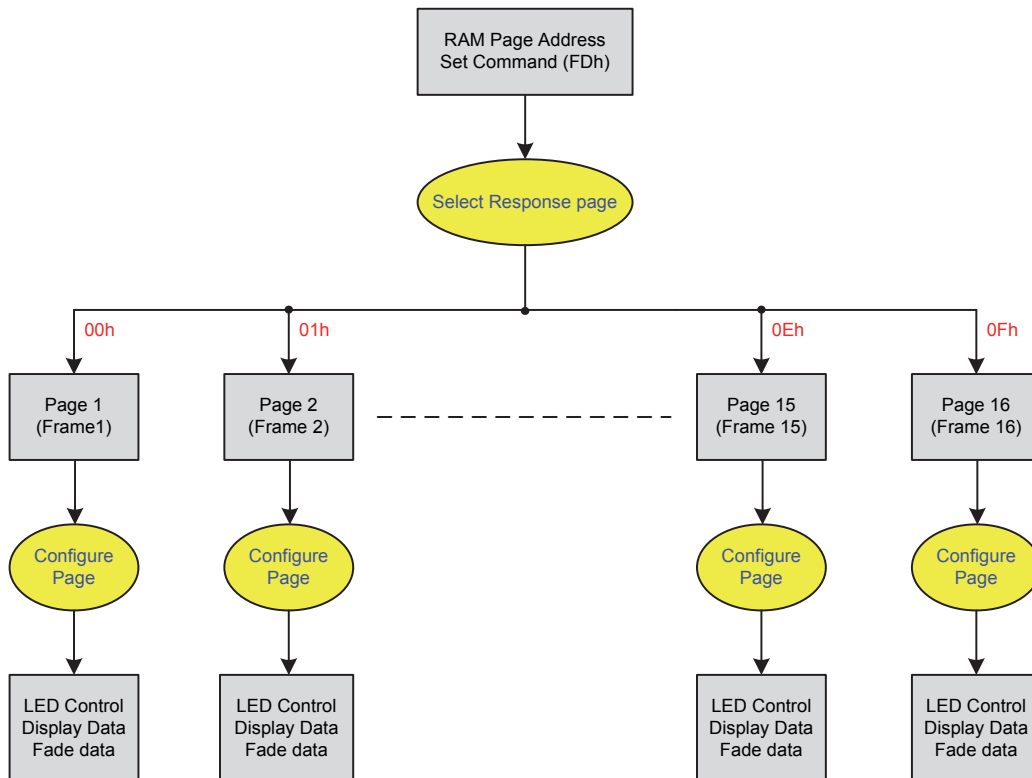 RAM Page Address
Set Command (FDh)
Select Response page
00h
01h
0Eh
0Fh
Page 1
(Frame1)
Page 2
(Frame 2)
Page 15
(Frame 15)
Page 16
(Frame 16)
Configure
Page
Configure
Page
Configure
Page
Configure
Page
LED Control
Display Data
Fade data
LED Control
Display Data
Fade data
LED Control
Display Data
Fade data
LED Control
Display Data
Fade data